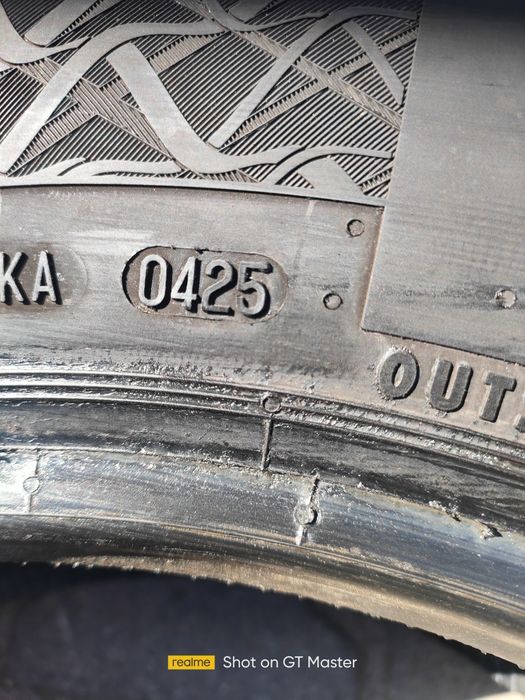 KA 0425
OUT
realme Shot on GT Master